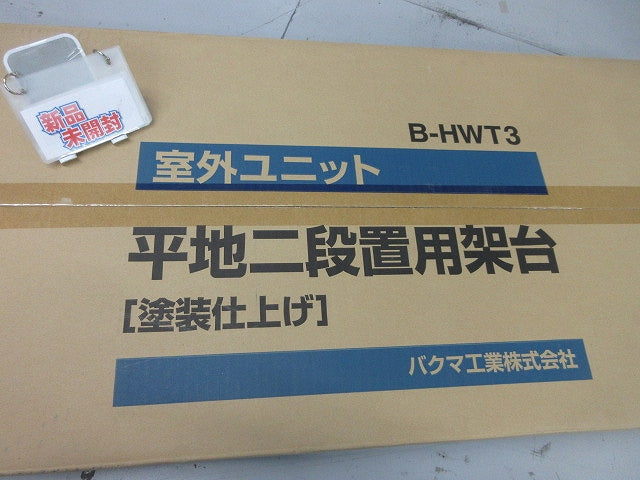 新品
未開封
B-HWT3
室外ユニット
平地二段置用架台
[塗装仕上げ]
バクマ工業株式会社